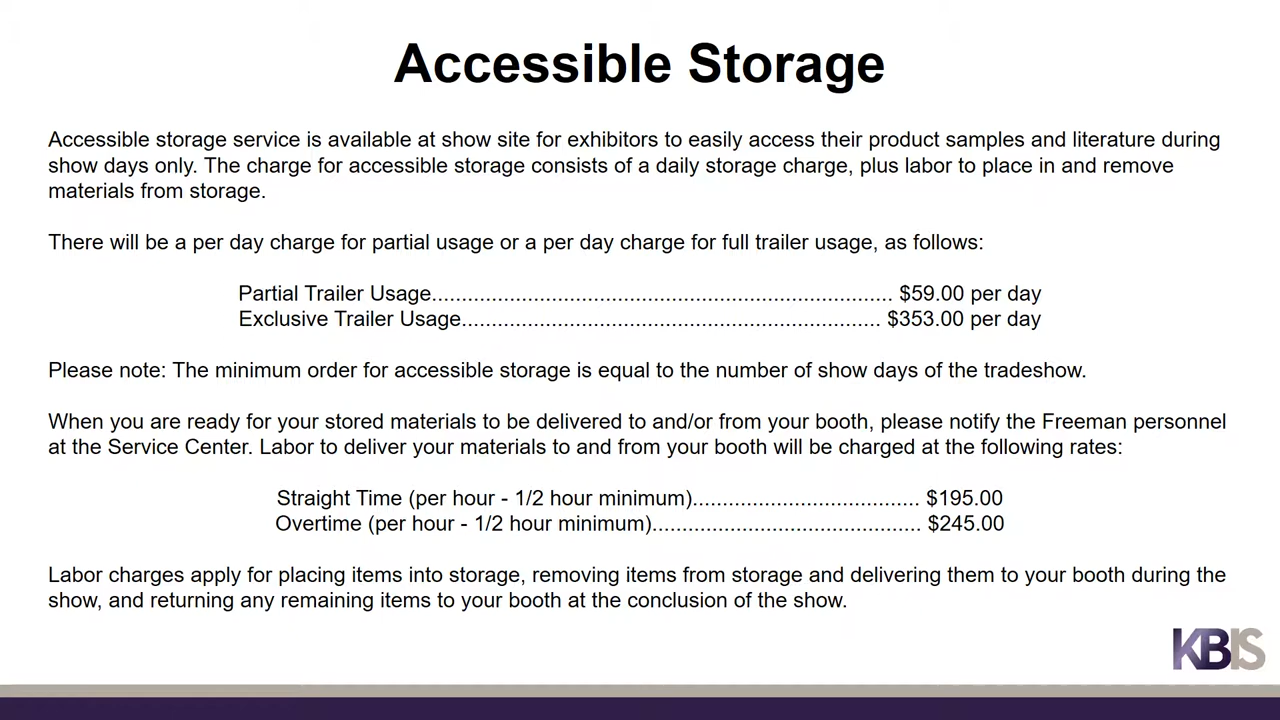 Accessible Storage
Accessible storage service is available at show site for exhibitors to easily access their product samples and literature during
show days only. The charge for accessible storage consists of a daily storage charge, plus labor to place in and remove
materials from storage.
There will be a per day charge for partial usage or a per day charge for full trailer usage, as follows:
Partial Trailer Usage............................................................................. $59.00 per day
Exclusive Trailer Usage...................................................................... $353.00 per day
Please note: The minimum order for accessible storage is equal to the number of show days of the tradeshow.
When you are ready for your stored materials to be delivered to and/or from your booth, please notify the Freeman personnel
at the Service Center. Labor to deliver your materials to and from your booth will be charged at the following rates:
Straight Time (per hour - 1/2 hour minimum)...................................... $195.00
Overtime (per hour - 1/2 hour minimum)............................................. $245.00
Labor charges apply for placing items into storage, removing items from storage and delivering them to your booth during the
show, and returning any remaining items to your booth at the conclusion of the show.
KBIS